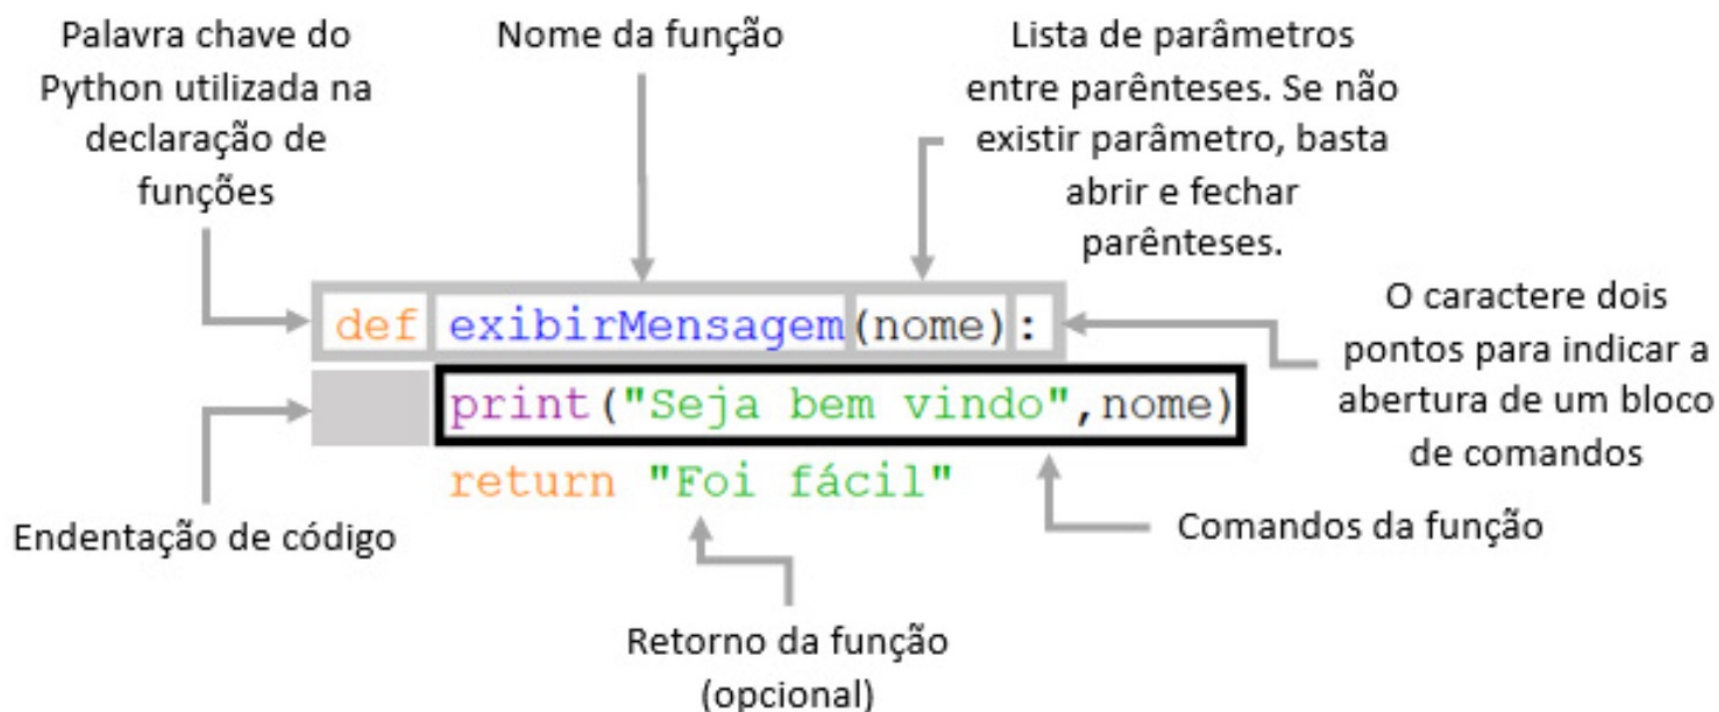 Palavra chave do
Python utilizada na
declaração de
funções
Nome da função
Lista de parâmetros
entre parênteses. Se não
existir parâmetro, basta
abrir e fechar
parênteses.
def exibirMensagem(nome):
O caractere dois
pontos para indicar a
abertura de um bloco
de comandos
print("Seja bem vindo",nome)
return "Foi fácil"
Endentação de código
Comandos da função
Retorno da função
(opcional)